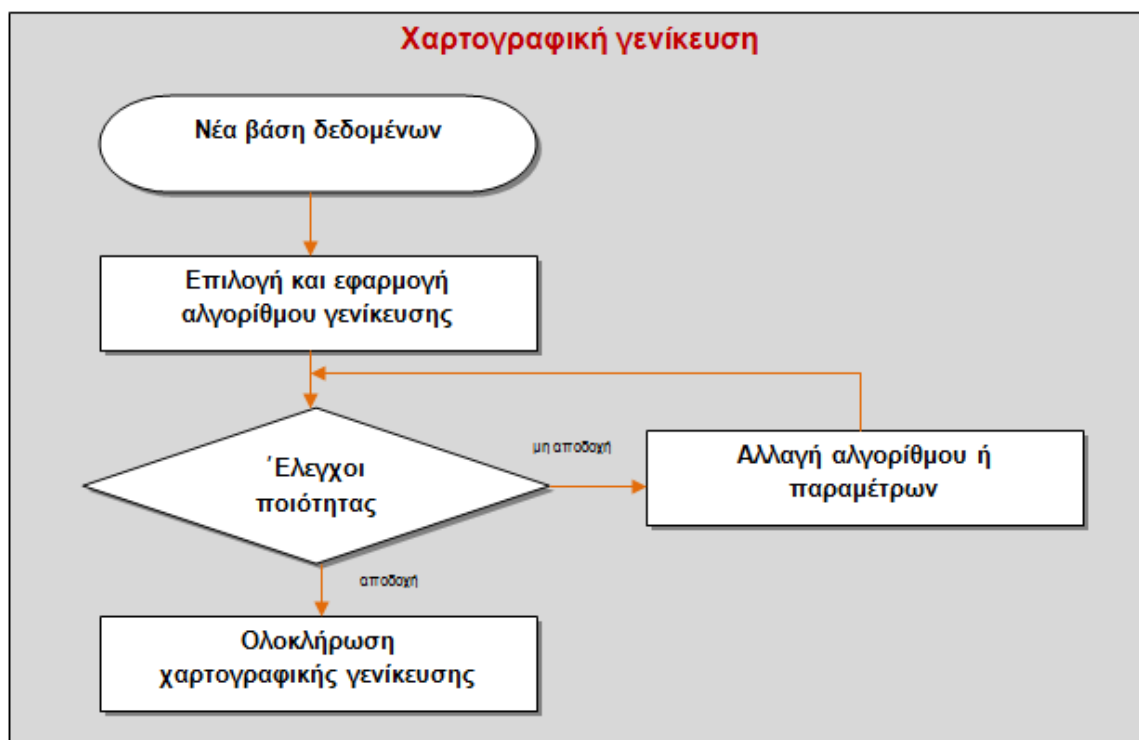 Χαρτογραφική γενίκευση
Νέα βάση δεδομένων
Επιλογή και εφαρμογή
αλγορίθμου γενίκευσης
Έλεγχοι
ποιότητας
μη αποδοχή
Αλλαγή αλγορίθμου ή
παραμέτρων
αποδοχή
Ολοκλήρωση
χαρτογραφικής γενίκευσης